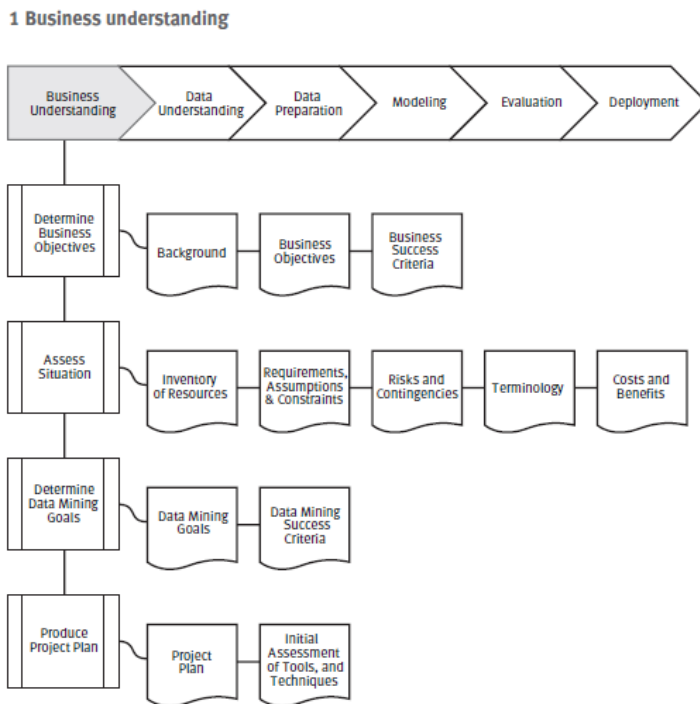 1 Business understanding
Business
Understanding
Data
Understanding
Data
Preparation
Modeling
Evaluation
Deployment
Determine
Business
Objectives
Background
Business
Objectives
Business
Success
Criteria
Assess
Situation
Inventory
of Resources
Requirements,
Assumptions
& Constraints
Risks and
Contingencies
Terminology
Costs and
Benefits
Determine
Data Mining
Goals
Data Mining
Goals
Data Mining
Success
Criteria
Produce
Project Plan
Project
Plan
Initial
Assessment
of Tools, and
Techniques